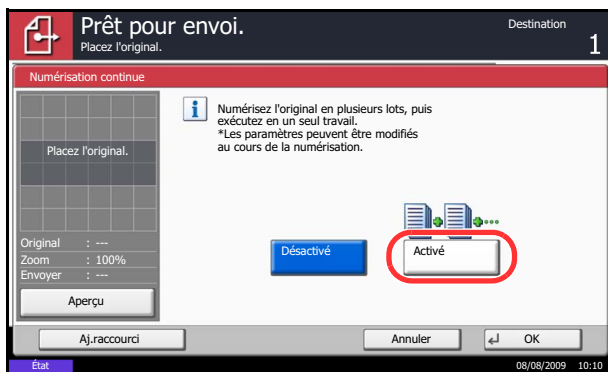 Prêt pour envoi.
Placez l'original.
Destination
1
Numérisation continue
Placez l'original.
Numérisez l'original en plusieurs lots, puis
exécutez en un seul travail.
*Les paramètres peuvent être modifiés
au cours de la numérisation.
Original : ---
Zoom : 100%
Envoyer : ---
Aperçu
Désactivé
Activé
Aj.raccourci
Annuler
OK
État
08/08/2009 10:10